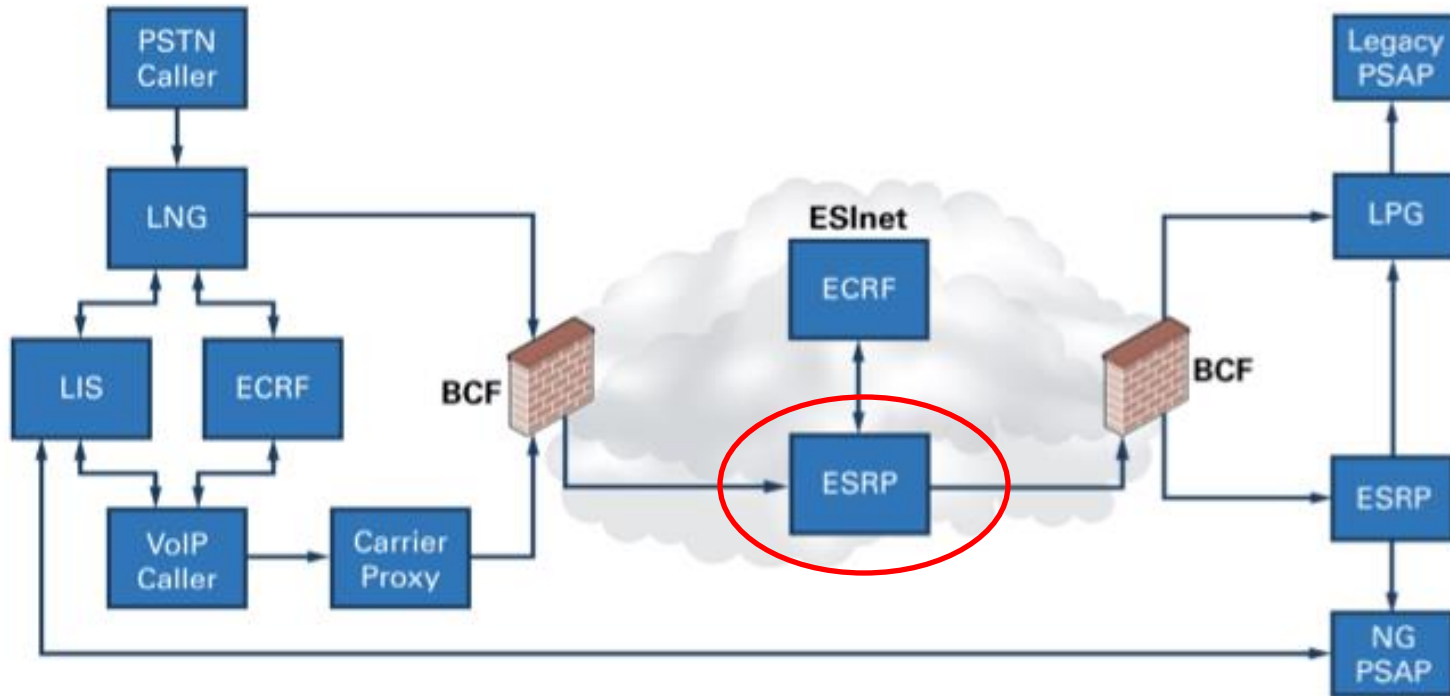 PSTN
Caller
Legacy
PSAP
LNG
LPG
ESInet
ECRF
LIS
ECRF
BCF
BCF
ESRP
ESRP
VoIP
Caller
Carrier
Proxy
NG
PSAP